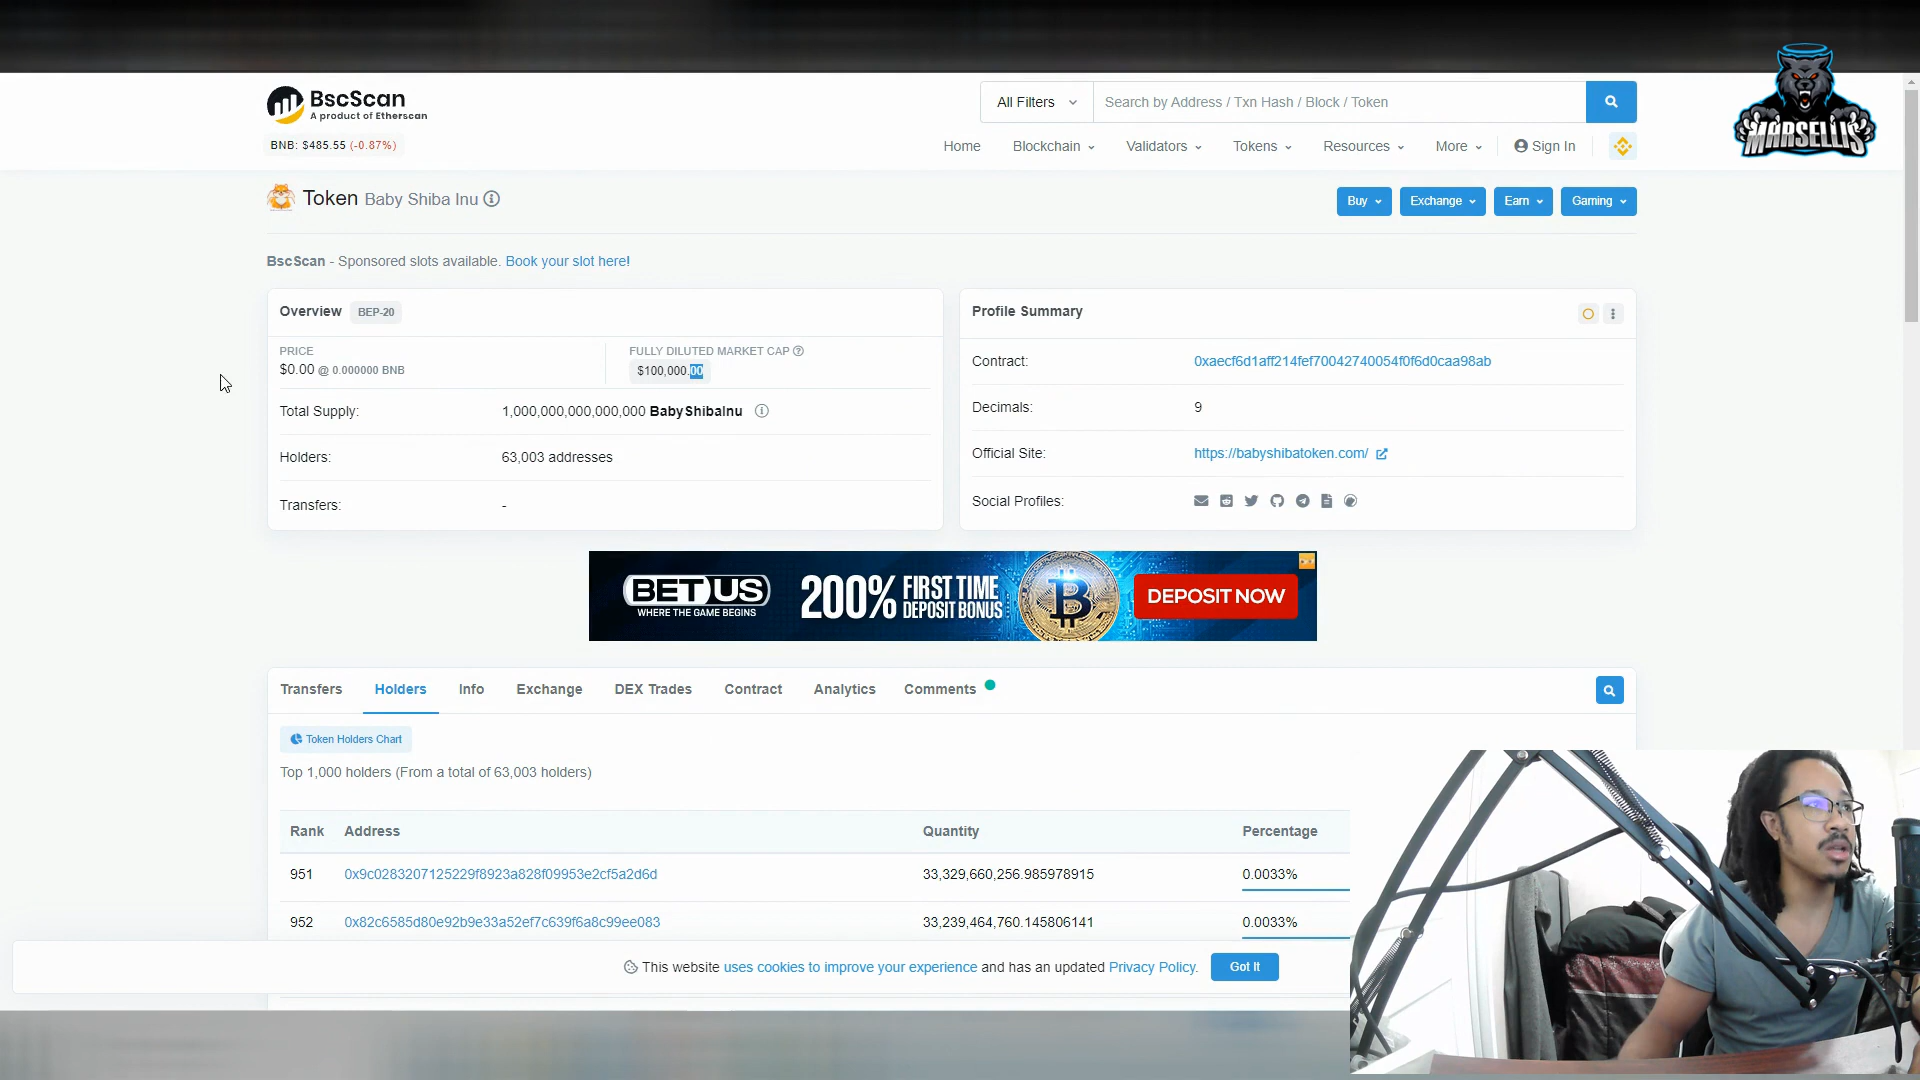 BscScan
A product of Etherscan
All Filters
Search by Address / Txn Hash / Block / Token
MARSELLIS
BNB: $485.55 (-0.87%)
Home
Blockchain
Validators
Tokens
Resources
More
Sign In
Token Baby Shiba Inu
Buy
Exchange
Earn
Gaming
BscScan - Sponsored slots available. Book your slot here!
Overview BEP-20
PRICE
$0.00 @ 0.000000 BNB
FULLY DILUTED MARKET CAP
$100,000.00
Total Supply: 1,000,000,000,000,000 BabyShibaInu
Holders: 63,003 addresses
Transfers: -
Profile Summary
Contract: 0xaecf6d1aff214fef70042740054f0f6d0caa98ab
Decimals: 9
Official Site: https://babyshibatoken.com/
Social Profiles:
BETUS
WHERE THE GAME BEGINS
200% FIRST TIME
DEPOSIT BONUS
DEPOSIT NOW
Transfers
Holders
Info
Exchange
DEX Trades
Contract
Analytics
Comments
Token Holders Chart
Top 1,000 holders (From a total of 63,003 holders)
Rank Address Quantity Percentage
951 0x9c0283207125229f8923a828f09953e2cf5a2d6d 33,329,660,256.985978915 0.0033%
952 0x82c6585d80e92b9e33a52ef7c639f6a8c99ee083 33,239,464,760.145806141 0.0033%
This website uses cookies to improve your experience and has an updated Privacy Policy.
Got It